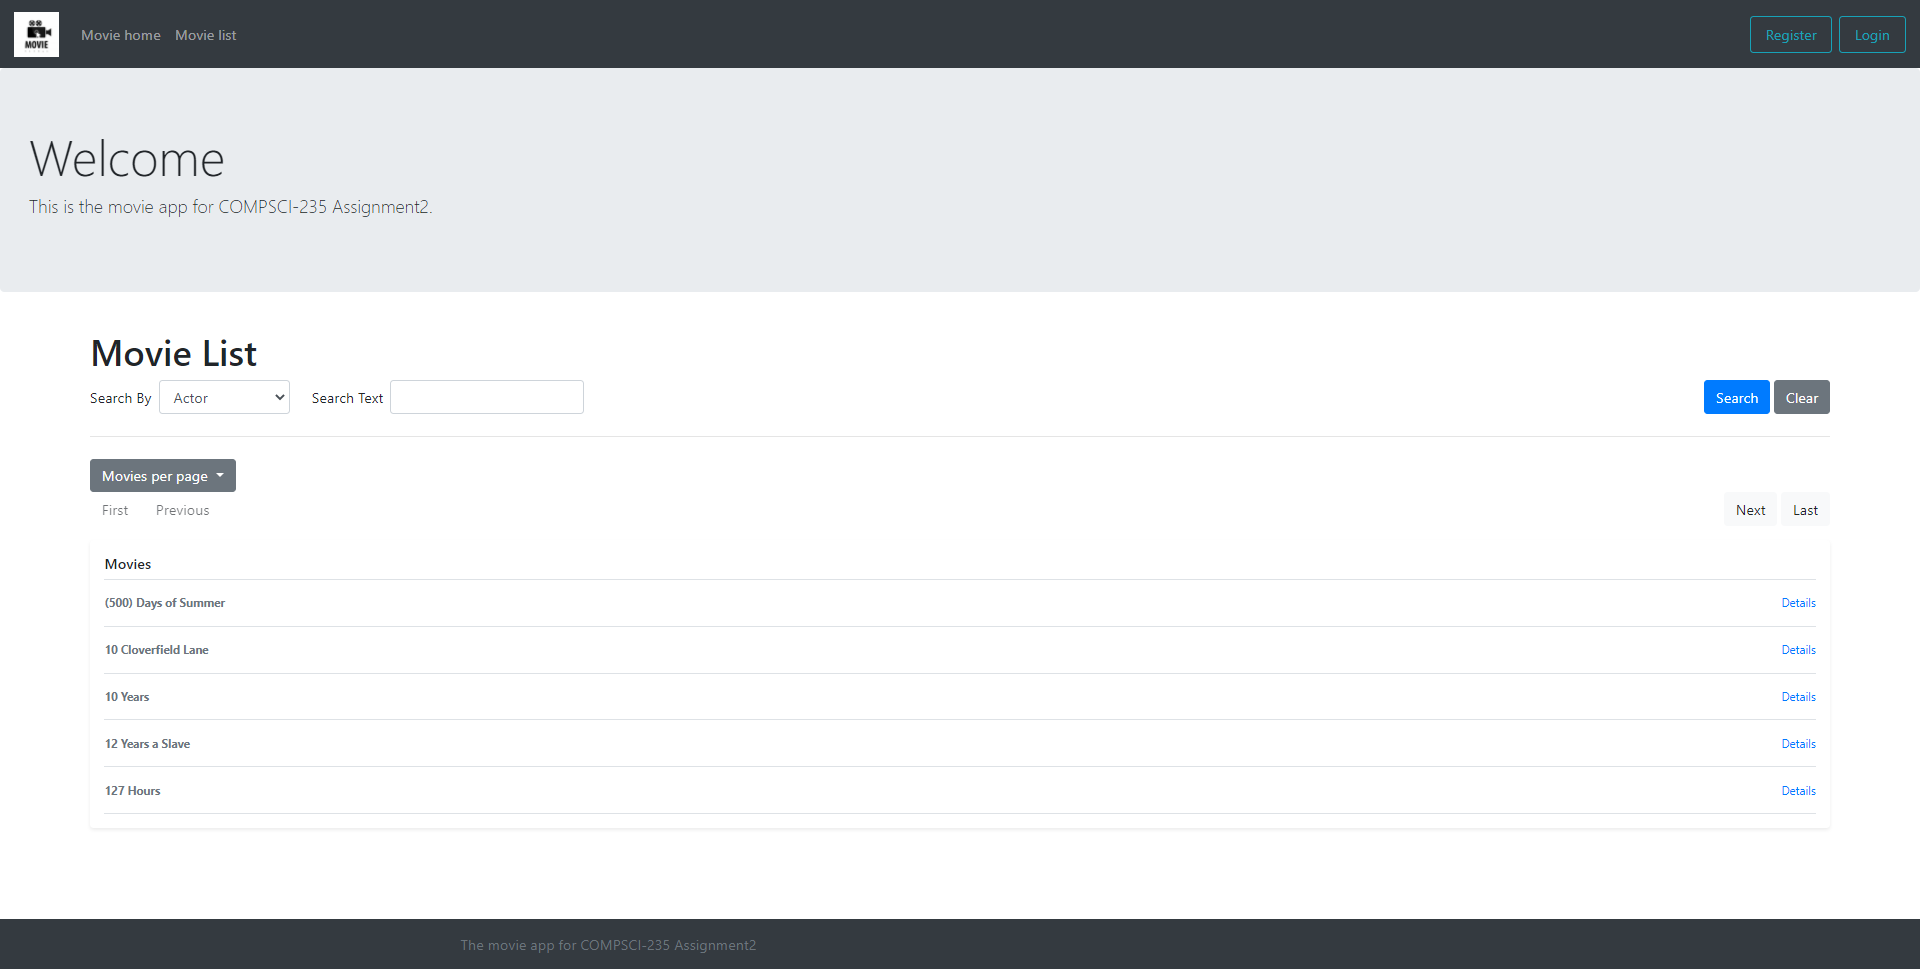 MOVIE
Movie home Movie list Register Login
Welcome
This is the movie app for COMPSCI-235 Assignment2.
Movie List
Search By Actor Search Text Search Clear
Movies per page
First Previous Next Last
Movies
(500) Days of Summer Details
10 Cloverfield Lane Details
10 Years Details
12 Years a Slave Details
127 Hours Details
The movie app for COMPSCI-235 Assignment2